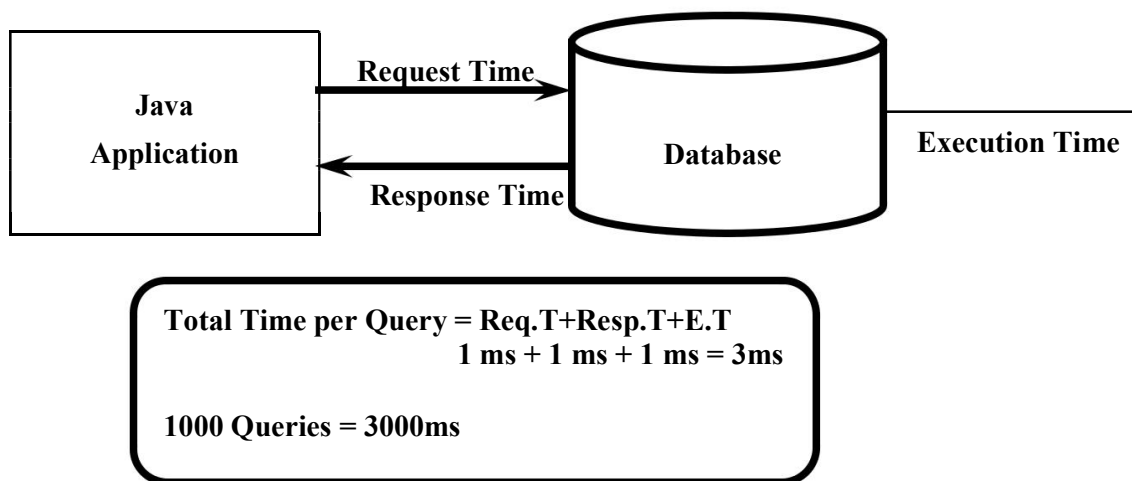 Java
Application
Request Time
Response Time
Database
Execution Time
Total Time per Query = Req.T+Resp.T+E.T
1 ms + 1 ms + 1 ms = 3ms
1000 Queries = 3000ms